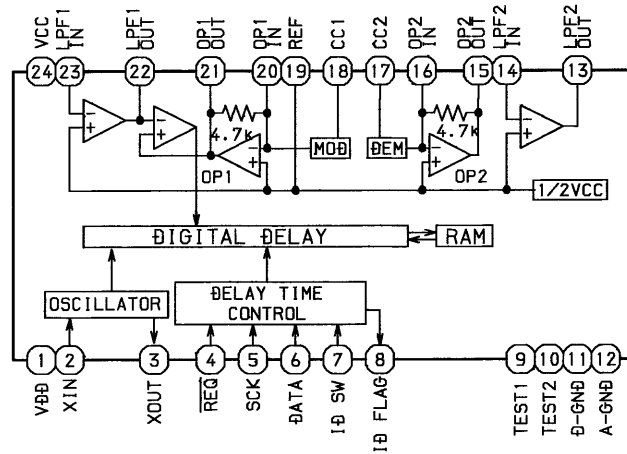 VCC
LPF1 IN
LPF1 OUT
OP1 OUT
OP1 IN
REF
CC1
CC2
OP2 IN
OP2 OUT
LPF2 IN
LPF2 OUT
24 23 22 21 20 19 18 17 16 15 14 13
4.7k
4.7k
MOD
DEM
OP1
OP2
1/2VCC
DIGITAL DELAY
RAM
OSCILLATOR
DELAY TIME
CONTROL
1 2 3 4 5 6 7 8 9 10 11 12
VDD
XIN
XOUT
REQ
SCK
DATA
ID SW
ID FLAG
TEST1
TEST2
D-GND
A-GND